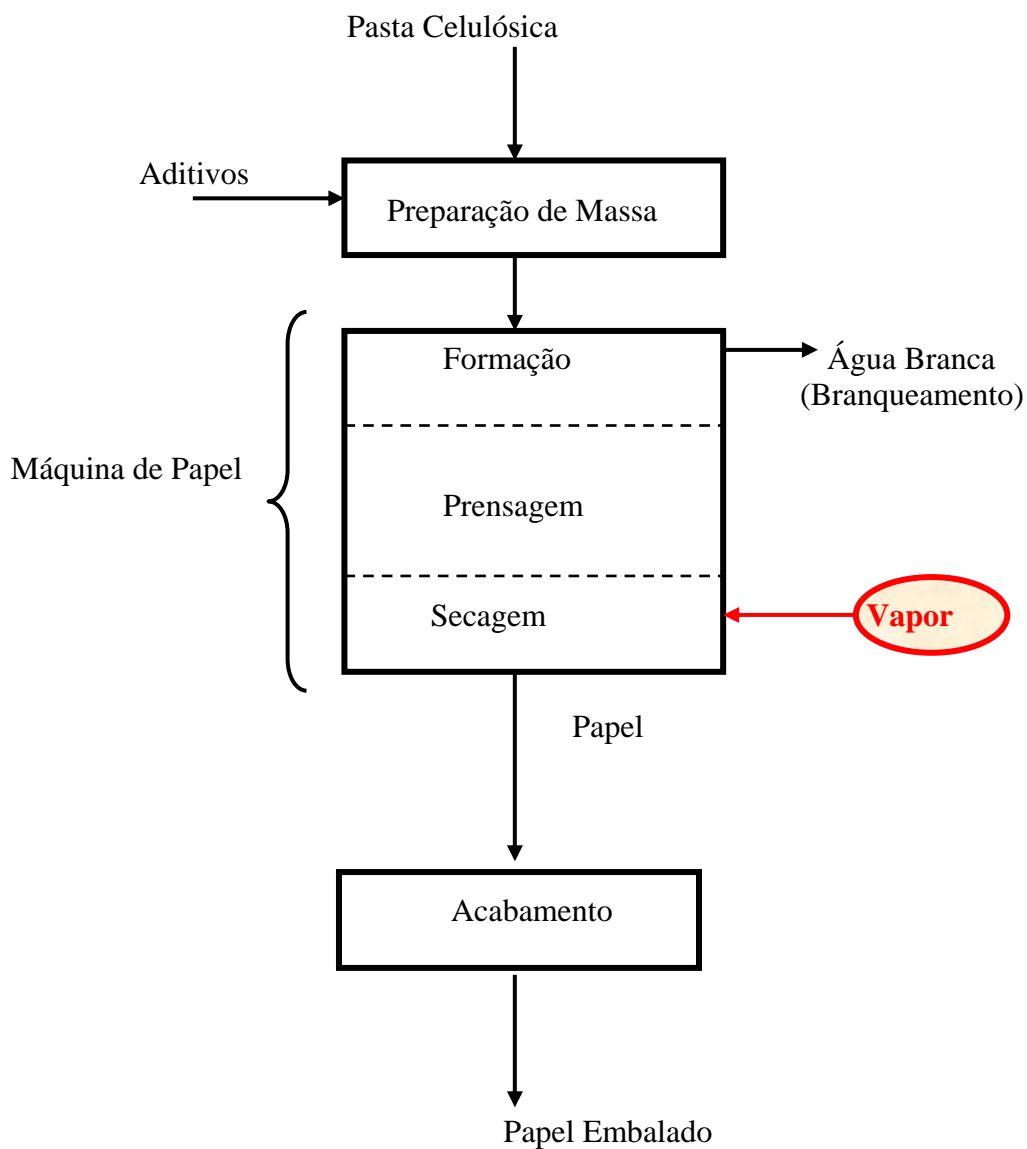 Pasta Celulósica
Aditivos
Preparação de Massa
Formação
Água Branca
(Branqueamento)
Máquina de Papel
Prensagem
Secagem
Vapor
Papel
Acabamento
Papel Embalado